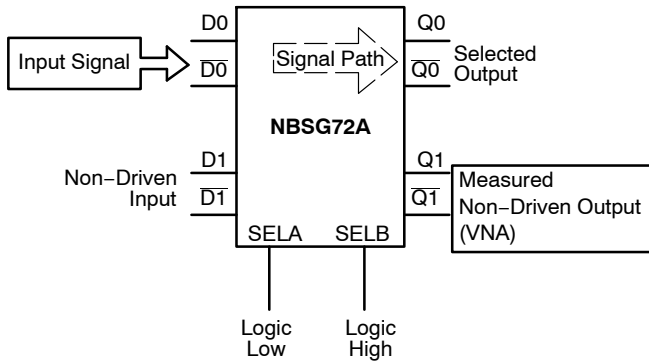 D0
Q0
Input Signal
D0
Signal Path
Q0
Selected
Output
NBSG72A
Non−Driven
Input
D1
D1
Q1
Q1
Measured
Non−Driven Output
(VNA)
SELA
SELB
Logic
Low
Logic
High